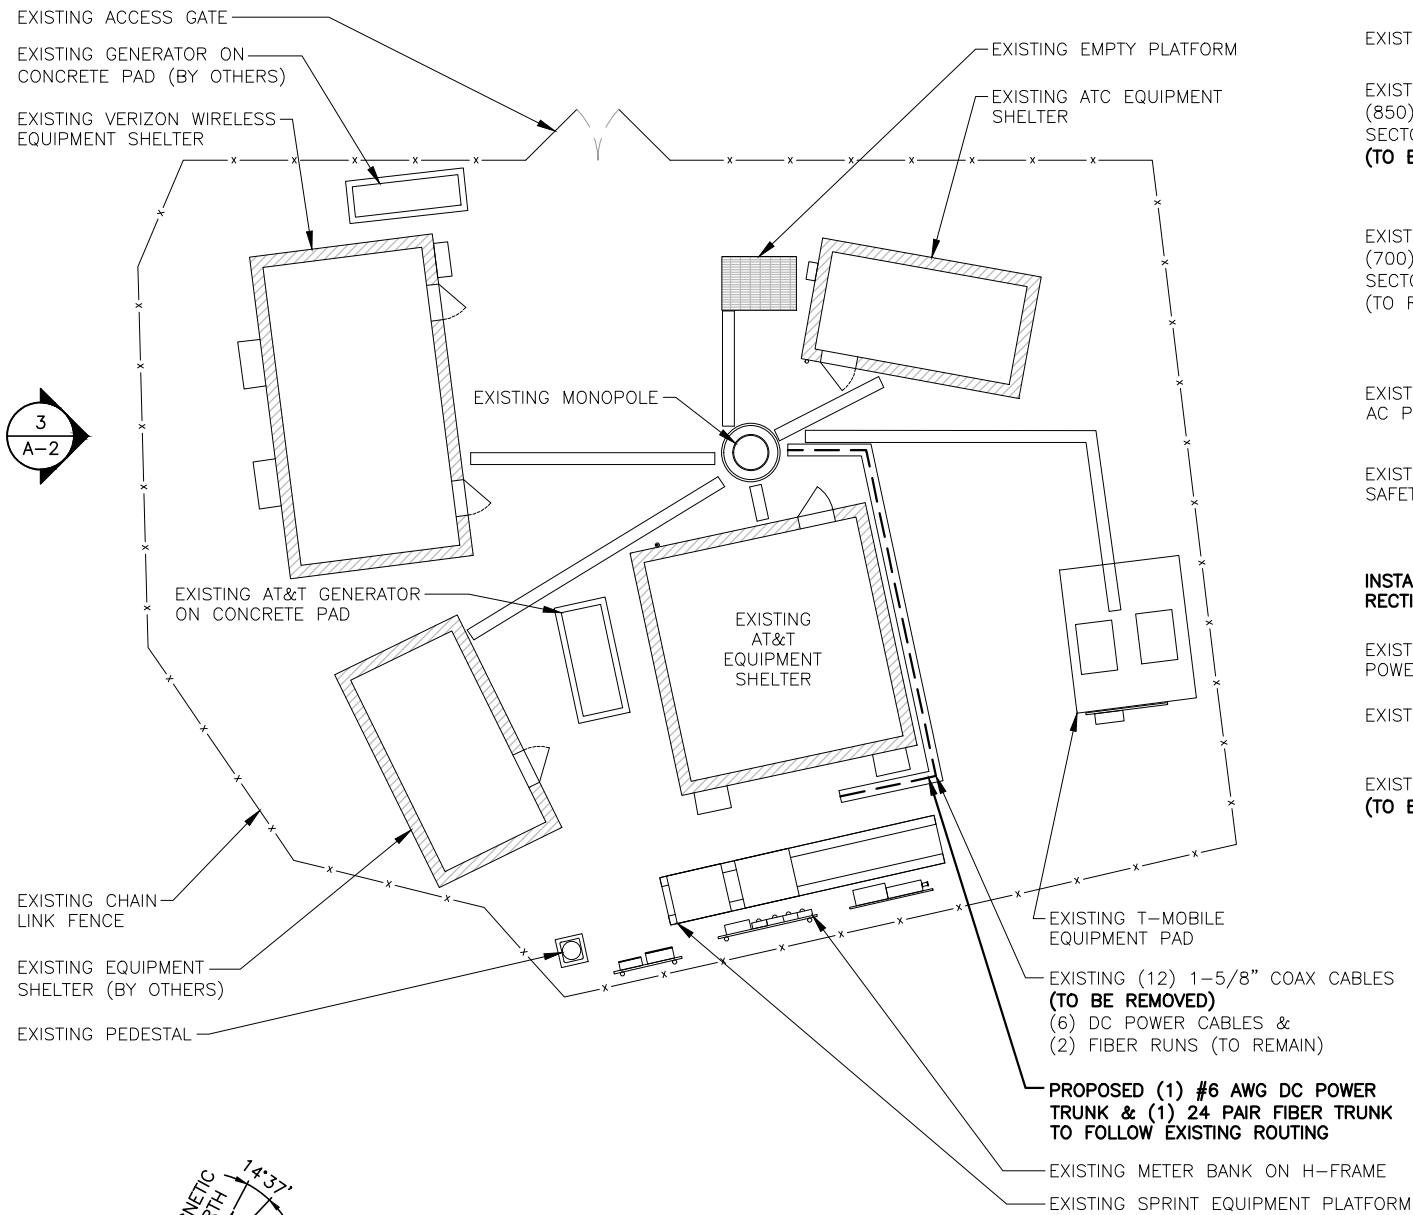 EXISTING ACCESS GATE
EXISTING GENERATOR ON
CONCRETE PAD (BY OTHERS)
EXISTING VERIZON WIRELESS
EQUIPMENT SHELTER
EXISTING EMPTY PLATFORM
EXISTING ATC EQUIPMENT
SHELTER
EXISTING MONOPOLE
3
A-2
EXISTING AT&T GENERATOR
ON CONCRETE PAD
EXISTING
AT&T
EQUIPMENT
SHELTER
EXISTING CHAIN
LINK FENCE
EXISTING EQUIPMENT
SHELTER (BY OTHERS)
EXISTING PEDESTAL
EXISTING T-MOBILE
EQUIPMENT PAD
EXISTING (12) 1-5/8" COAX CABLES
(TO BE REMOVED)
(6) DC POWER CABLES &
(2) FIBER RUNS (TO REMAIN)
PROPOSED (1) #6 AWG DC POWER
TRUNK & (1) 24 PAIR FIBER TRUNK
TO FOLLOW EXISTING ROUTING
EXISTING METER BANK ON H-FRAME
EXISTING SPRINT EQUIPMENT PLATFORM
14°37'
EXIST
EXIST
(850)
SECTO
(TO B
EXIST
(700)
SECTO
(TO R
EXIST
AC P
EXIST
SAFET
INSTA
RECTI
EXIST
POWE
EXIST
EXIST
(TO B